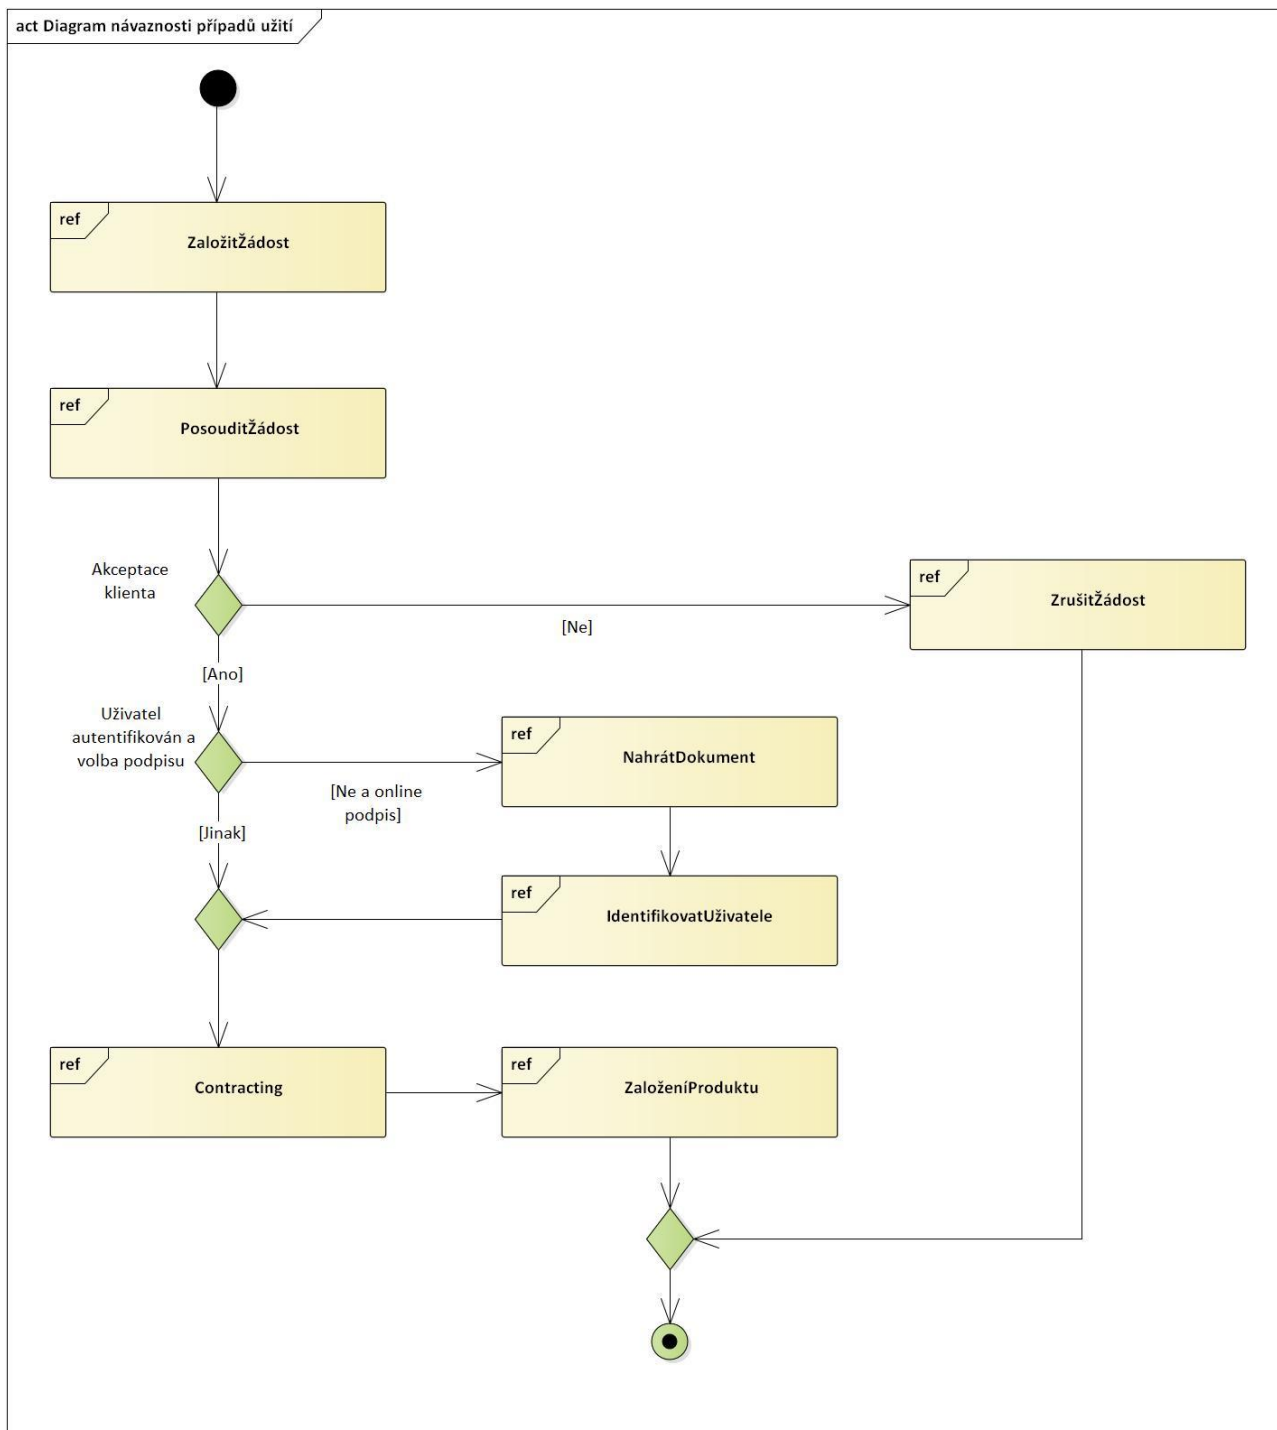 act Diagram návaznosti případů užití
ref
ZaložitŽádost
ref
PosouditŽádost
Akceptace
klienta
[Ne]
ref
ZrušitŽádost
[Ano]
Uživatel
autentifikován a
volba podpisu
[Ne a online
podpis]
ref
NahrátDokument
[Jinak]
ref
IdentifikovatUživatele
ref
Contracting
ref
ZaloženíProduktu